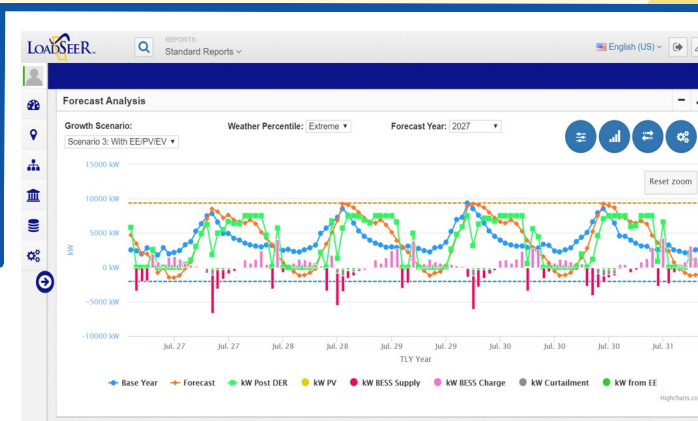 LOADSEER
REPORTS:
Standard Reports
English (US)
Forecast Analysis
Growth Scenario:
Scenario 3: With EE/PV/EV
Weather Percentile: Extreme
Forecast Year: 2027
Reset zoom
15000 kW
10000 kW
5000 kW
0 kW
-5000 kW
-10000 kW
kW
Jul. 27 Jul. 27 Jul. 28 Jul. 28 Jul. 29 Jul. 29 Jul. 30 Jul. 30 Jul. 30 Jul. 31
TLY Year
Base Year Forecast kW Post DER kW PV kW BESS Supply kW BESS Charge kW Curtailment kW from EE
Highcharts.co